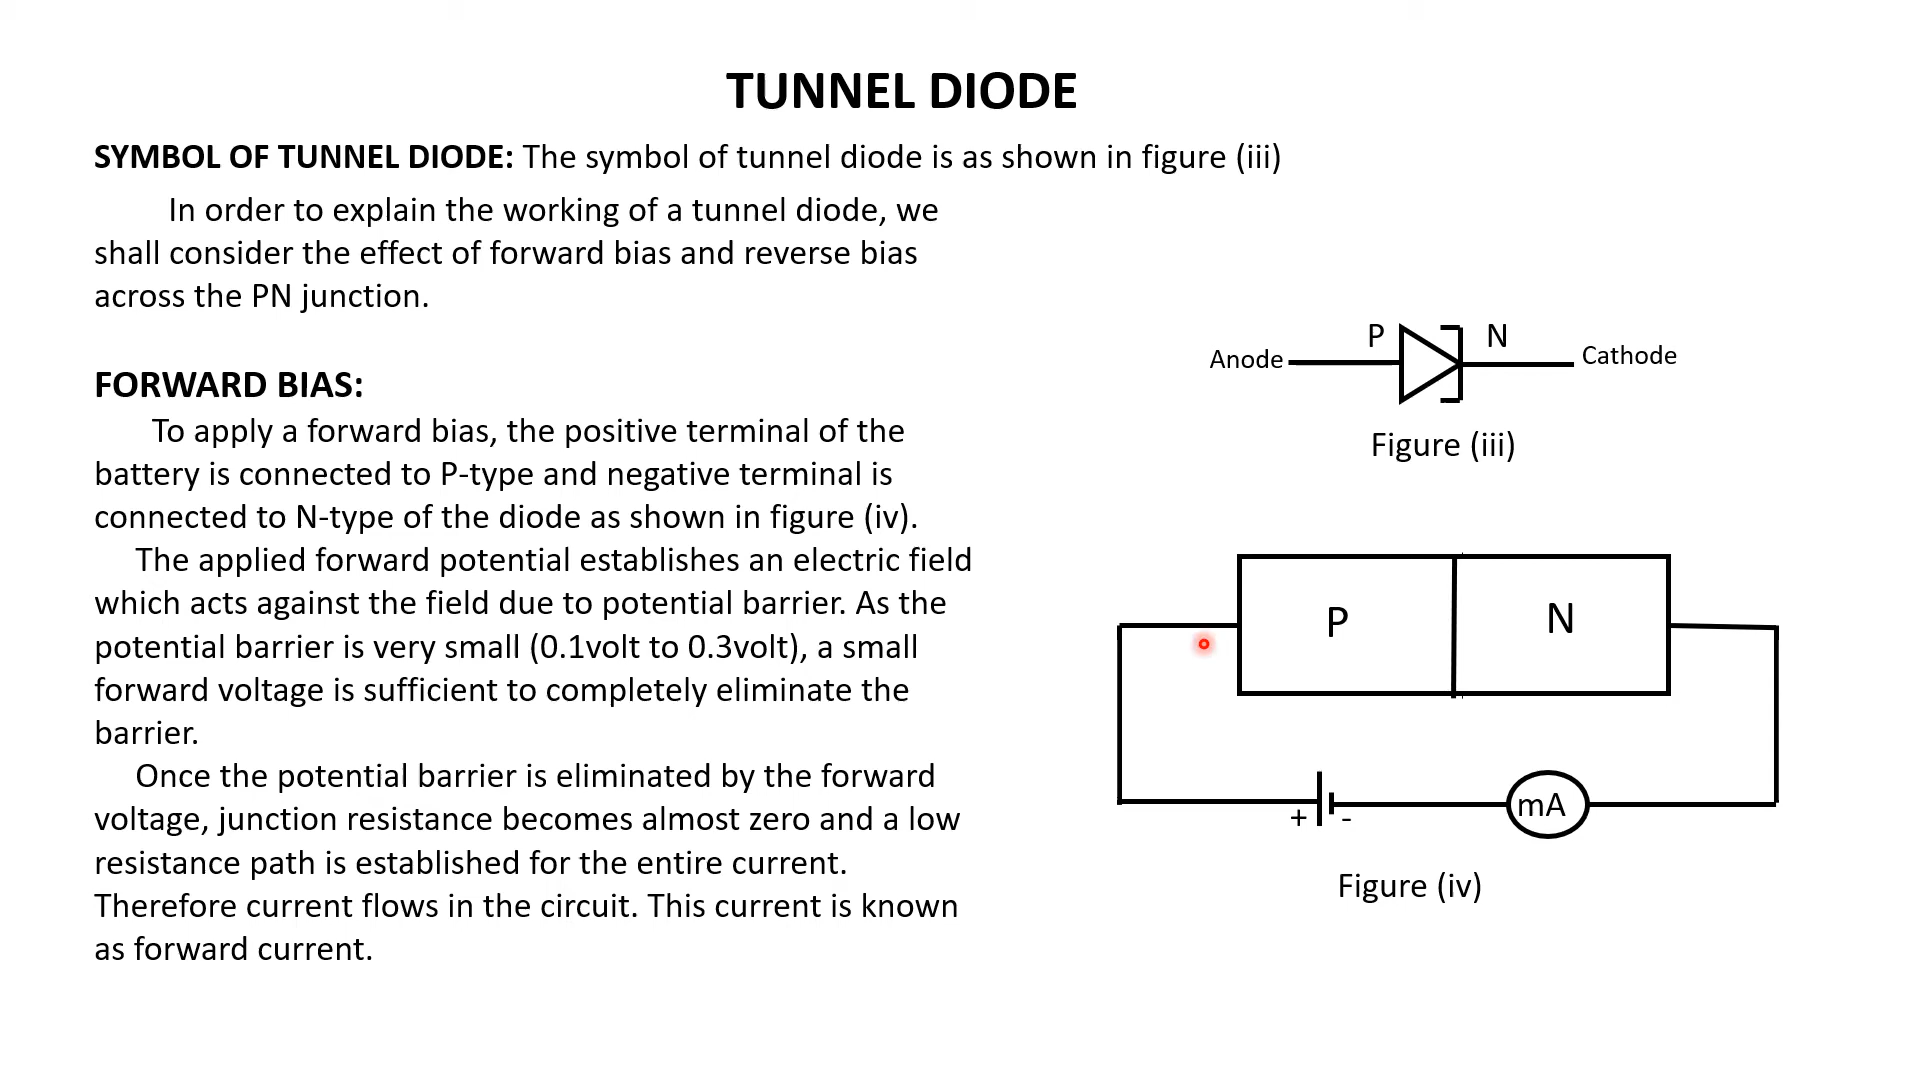 TUNNEL DIODE
SYMBOL OF TUNNEL DIODE: The symbol of tunnel diode is as shown in figure (iii)
In order to explain the working of a tunnel diode, we
shall consider the effect of forward bias and reverse bias
across the PN junction.
FORWARD BIAS:
To apply a forward bias, the positive terminal of the
battery is connected to P-type and negative terminal is
connected to N-type of the diode as shown in figure (iv).
The applied forward potential establishes an electric field
which acts against the field due to potential barrier. As the
potential barrier is very small (0.1volt to 0.3volt), a small
forward voltage is sufficient to completely eliminate the
barrier.
Once the potential barrier is eliminated by the forward
voltage, junction resistance becomes almost zero and a low
resistance path is established for the entire current.
Therefore current flows in the circuit. This current is known
as forward current.
P N
Anode Cathode
Figure (iii)
P N
+ - mA
Figure (iv)